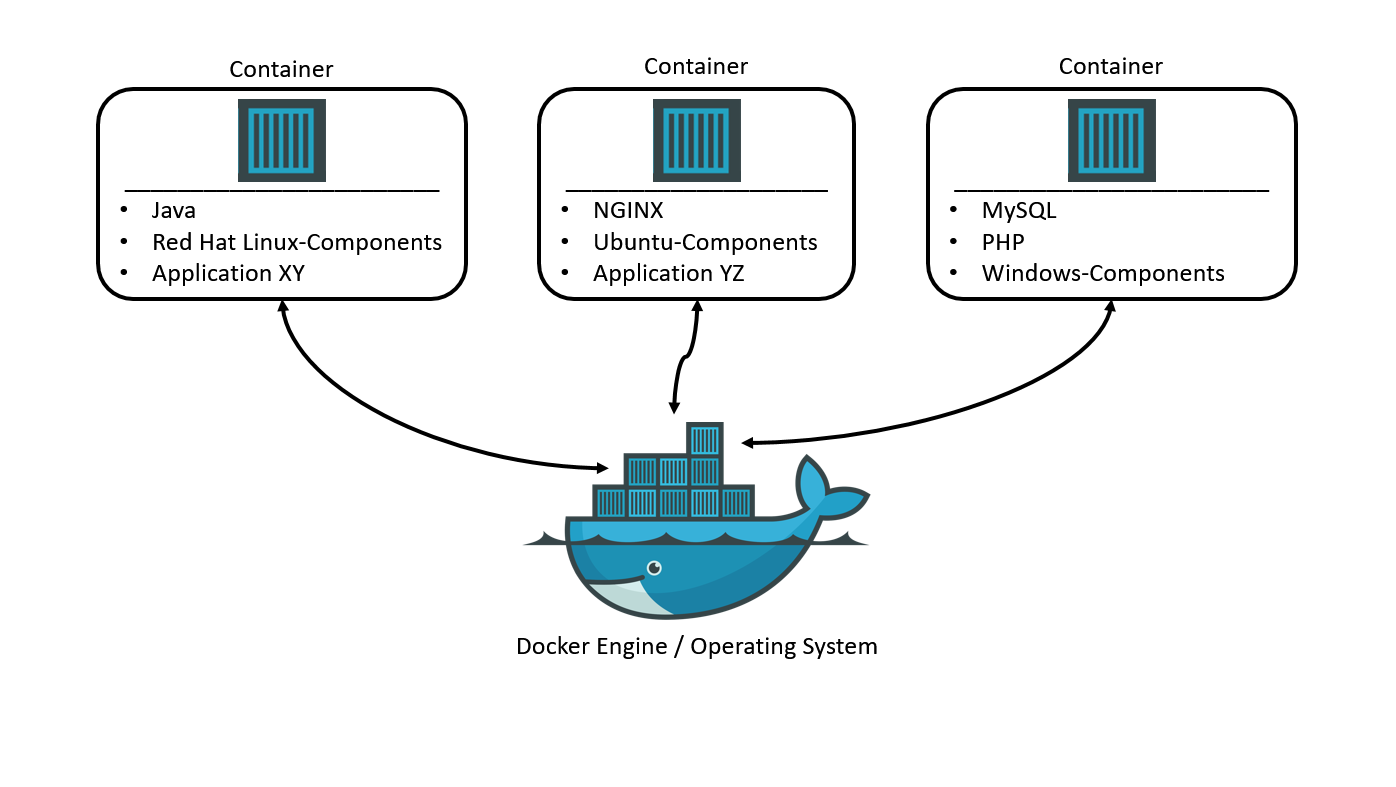 Container
Container
Container
• Java
• Red Hat Linux-Components
• Application XY
• NGINX
• Ubuntu-Components
• Application YZ
• MySQL
• PHP
• Windows-Components
Docker Engine / Operating System